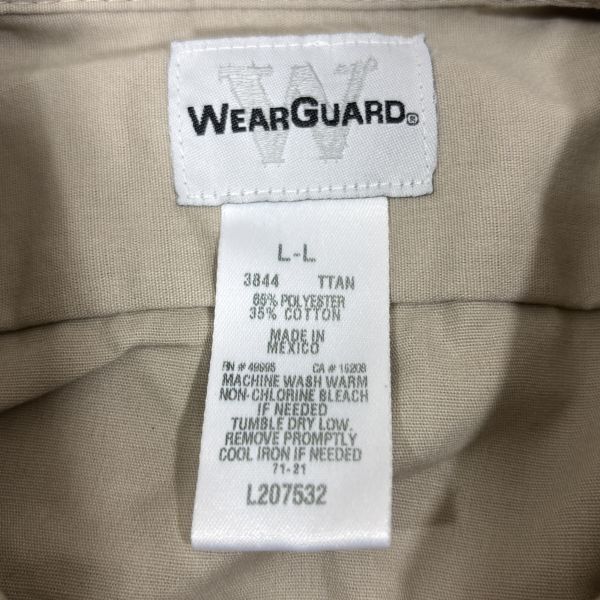 W
WEARGUARD®
L-L
3844 TTAN
65% POLYESTER
35% COTTON
MADE IN
MEXICO
RN # 49995 CA # 16208
MACHINE WASH WARM
NON-CHLORINE BLEACH
IF NEEDED
TUMBLE DRY LOW.
REMOVE PROMPTLY
COOL IRON IF NEEDED
71-21
L207532